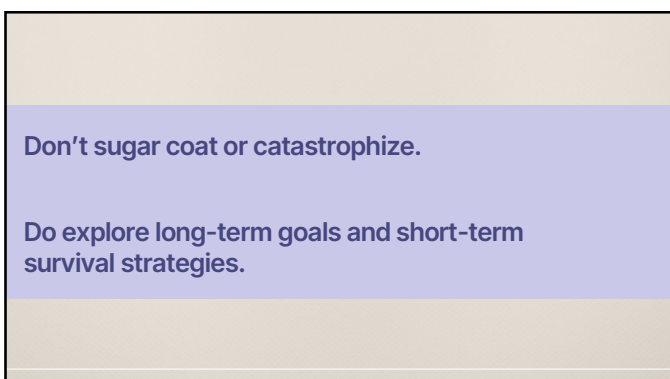 Don’t sugar coat or catastrophize.
Do explore long-term goals and short-term
survival strategies.